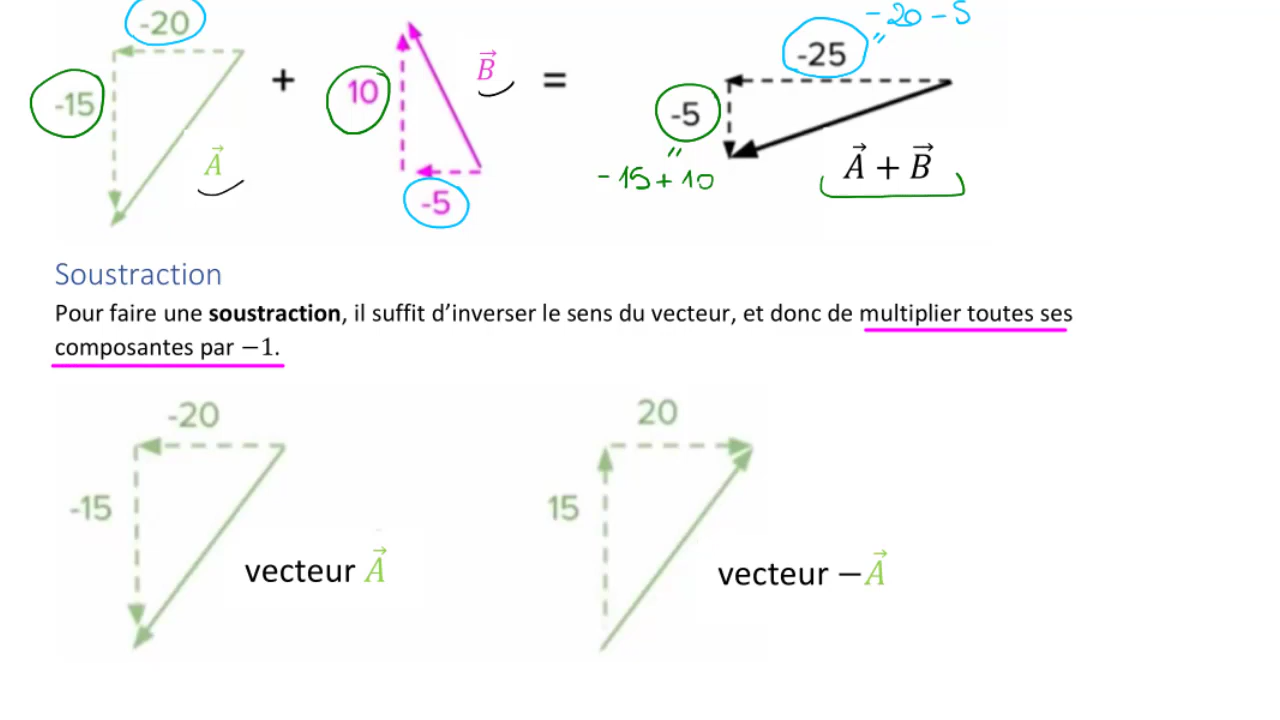 -20
-20-5
-25
-15
+
10
B⃗
=
-5
A⃗
-15+10
A⃗ + B⃗
-5
Soustraction
Pour faire une soustraction, il suffit d’inverser le sens du vecteur, et donc de multiplier toutes ses
composantes par −1.
-20
20
-15
15
vecteur A⃗
vecteur −A⃗